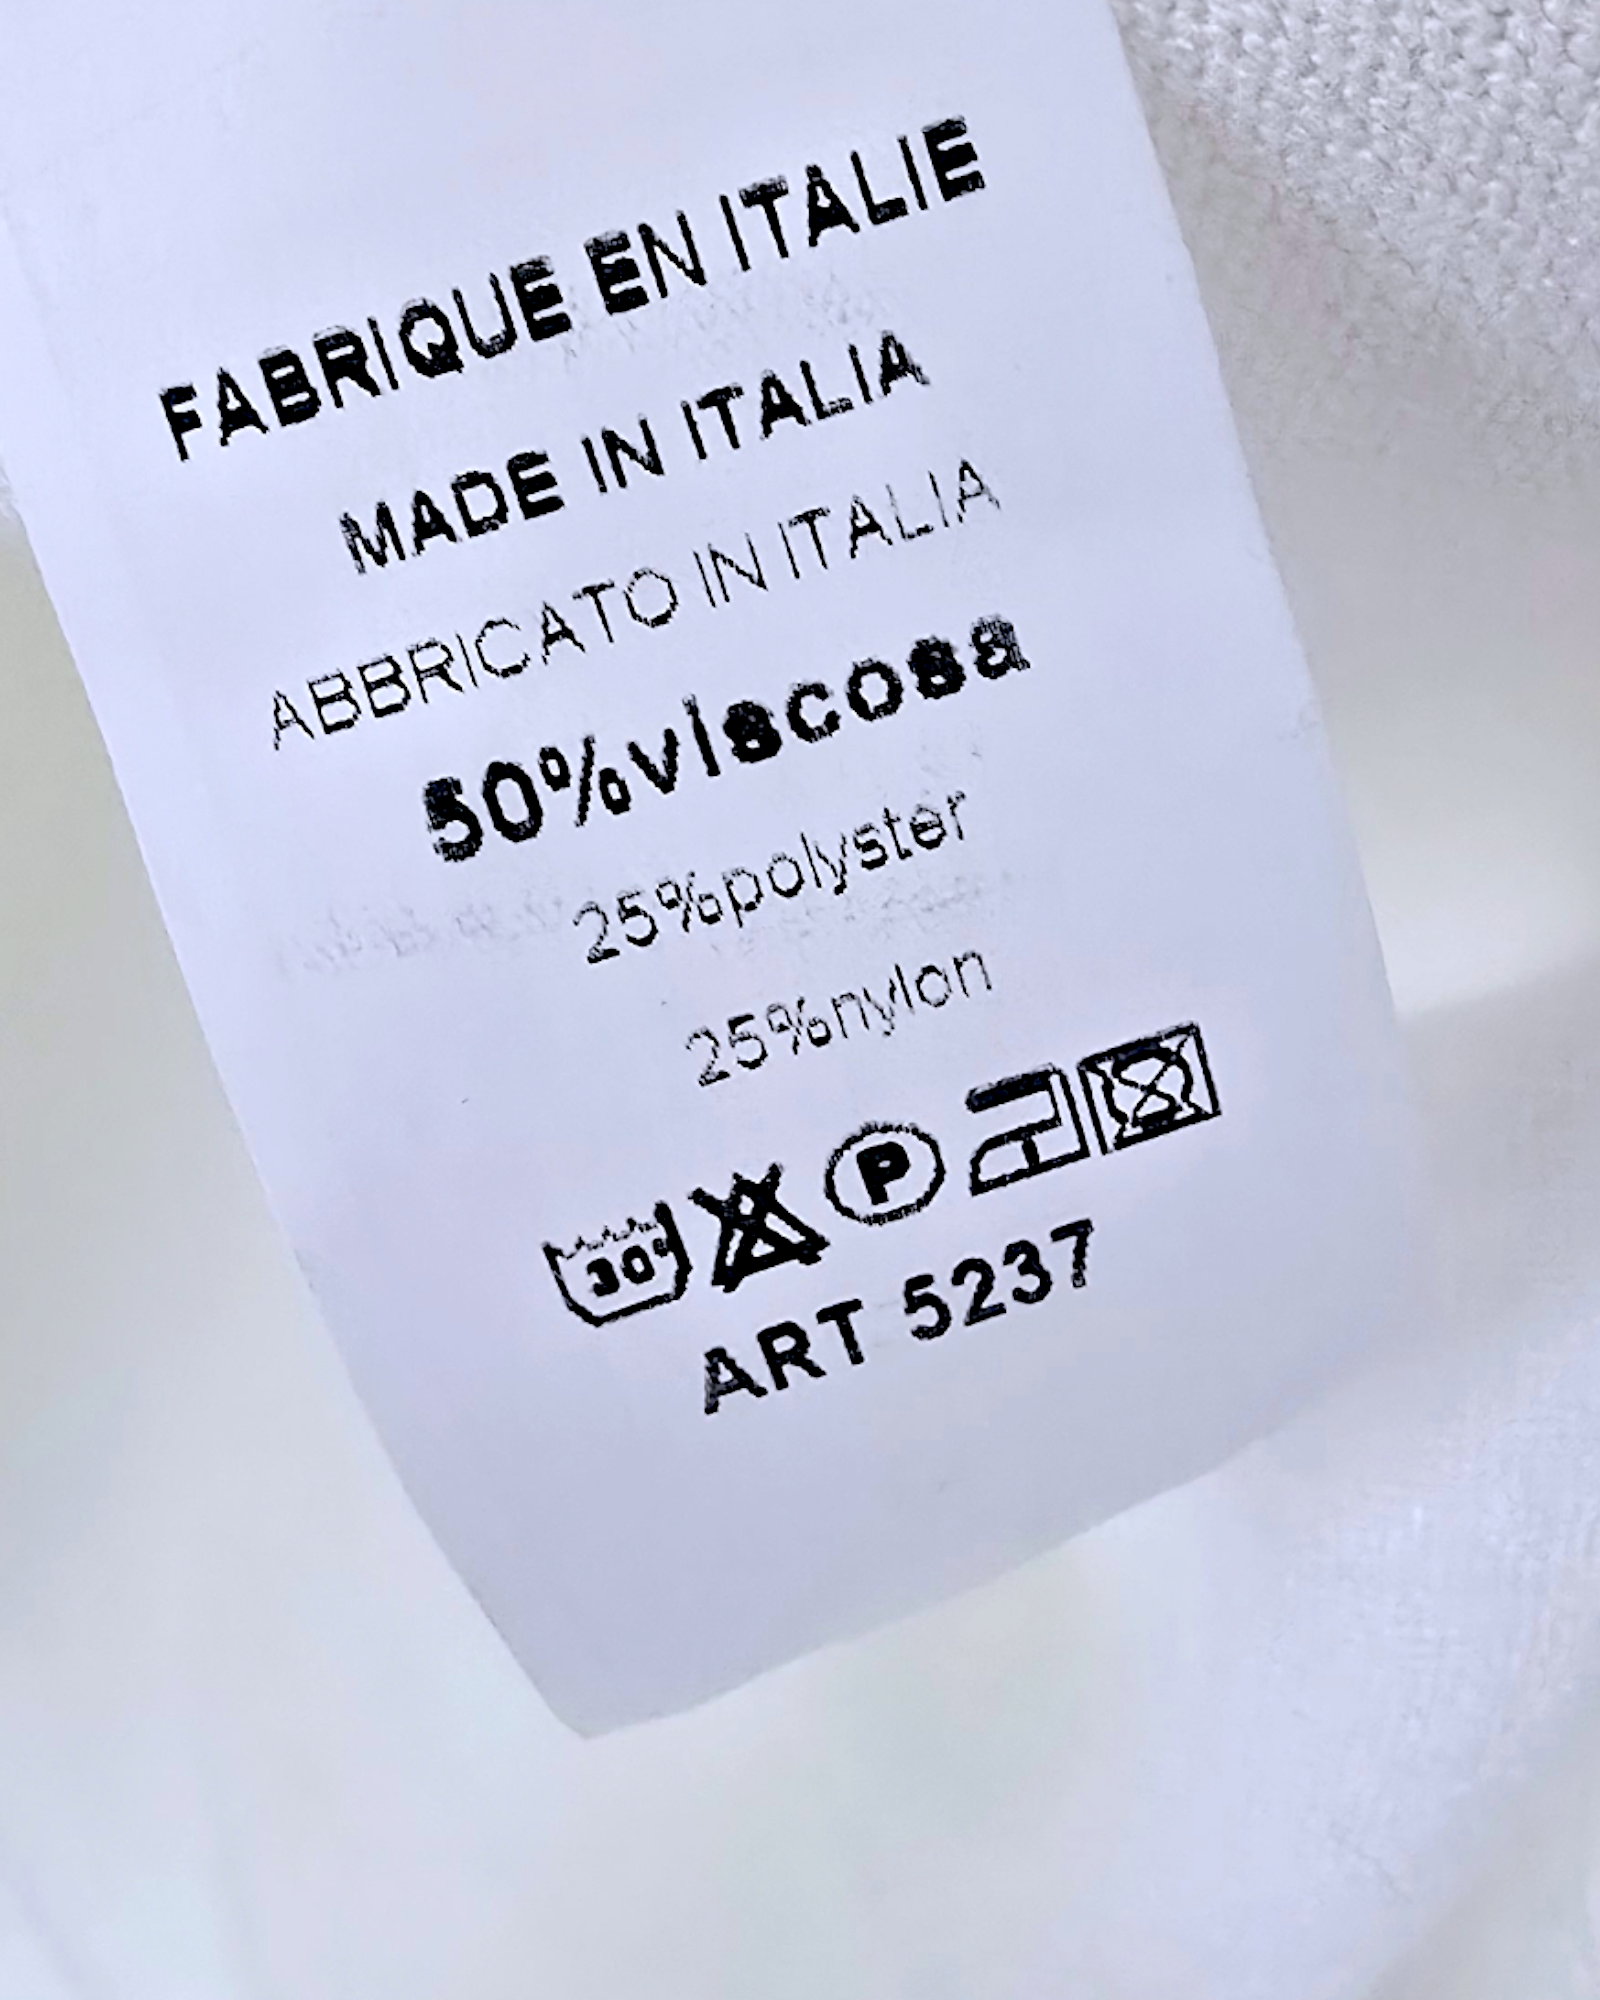 FABRIQUE EN ITALIE
MADE IN ITALIA
ABBRICATO IN ITALIA
50%viscosa
25%polyster
25%nylon
30° P
ART 5237